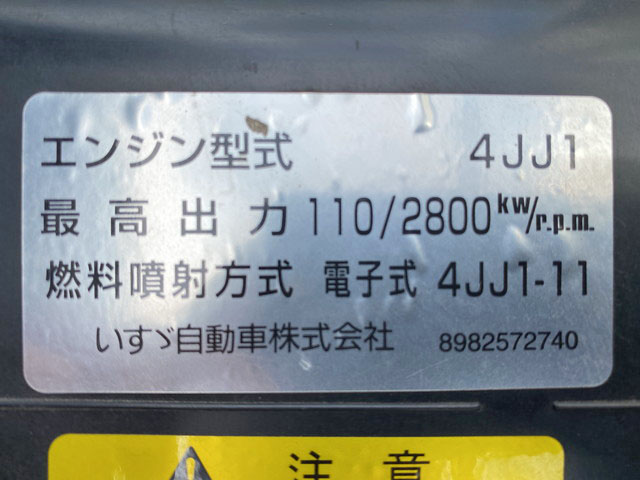 エンジン型式 4JJ1
最高出力 110/2800 kW/r.p.m.
燃料噴射方式 電子式 4JJ1-11
いすゞ自動車株式会社 8982572740
注意